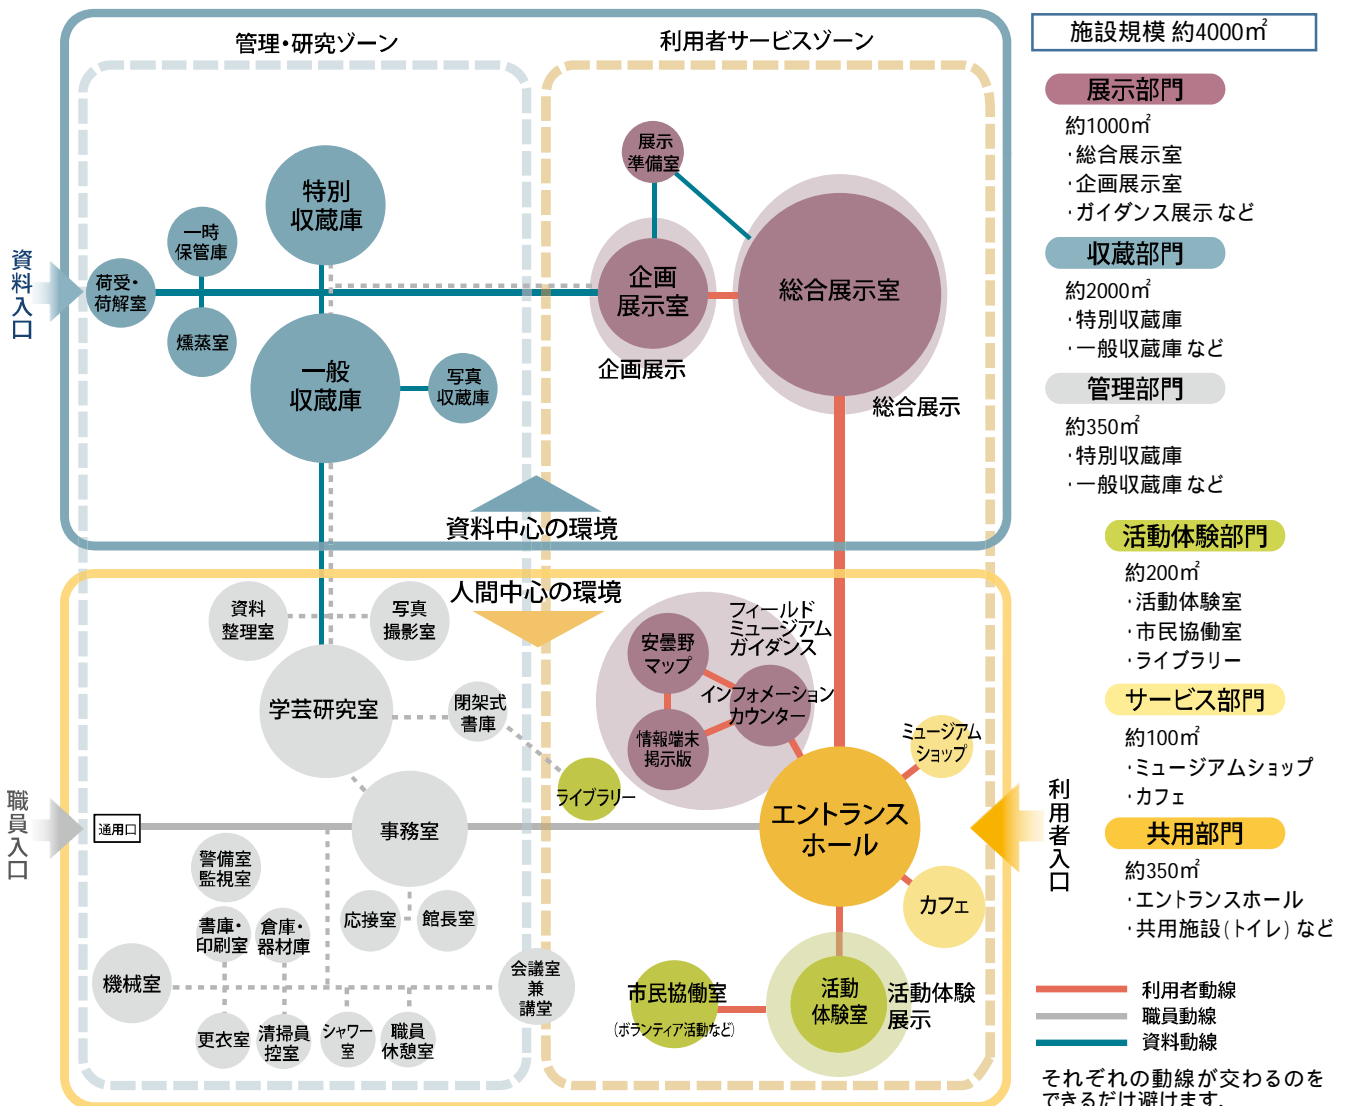 管理・研究ゾーン
利用者サービスゾーン
施設規模 約4000㎡
展示部門
約1000㎡
・総合展示室
・企画展示室
・ガイダンス展示 など
収蔵部門
約2000㎡
・特別収蔵庫
・一般収蔵庫 など
管理部門
約350㎡
・特別収蔵庫
・一般収蔵庫 など
活動体験部門
約200㎡
・活動体験室
・市民協働室
・ライブラリー
サービス部門
約100㎡
・ミュージアムショップ
・カフェ
共用部門
約350㎡
・エントランスホール
・共用施設(トイレ) など
利用者動線
職員動線
資料動線
それぞれの動線が交わるのを
できるだけ避けます。
資料入口
荷受・
荷解室
一時
保管庫
燻蒸室
特別
収蔵庫
一般
収蔵庫
写真
収蔵庫
展示
準備室
企画
展示室
企画展示
総合展示室
総合展示
資料中心の環境
人間中心の環境
資料
整理室
写真
撮影室
学芸研究室
閉架式
書庫
ライブラリー
フィールド
ミュージアム
ガイダンス
安曇野
マップ
インフォメーション
カウンター
情報端末
掲示版
ミュージアム
ショップ
エントランス
ホール
利用者入口
カフェ
職員入口
通用口
事務室
警備室
監視室
応接室
館長室
書庫・
印刷室
倉庫・
器材庫
機械室
更衣室
清掃員
控室
シャワー
室
職員
休憩室
会議室
兼
講堂
市民協働室
(ボランティア活動など)
活動
体験室
活動体験
展示